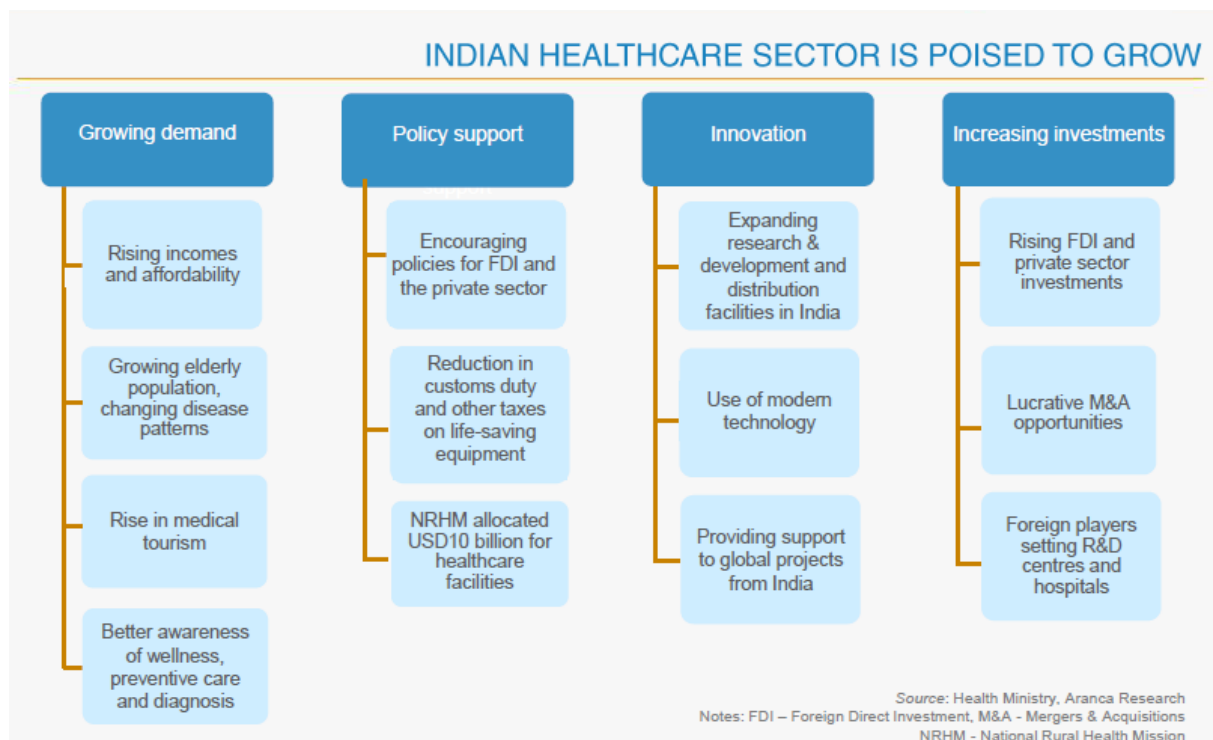 INDIAN HEALTHCARE SECTOR IS POISED TO GROW
Growing demand
Rising incomes
and affordability
Growing elderly
population,
changing disease
patterns
Rise in medical
tourism
Better awareness
of wellness,
preventive care
and diagnosis
Policy support
support
Encouraging
policies for FDI and
the private sector
Reduction in
customs duty
and other taxes
on life-saving
equipment
NRHM allocated
USD10 billion for
healthcare
facilities
Innovation
Expanding
research &
development and
distribution
facilities in India
Use of modern
technology
Providing support
to global projects
from India
Increasing investments
Rising FDI and
private sector
investments
Lucrative M&A
opportunities
Foreign players
setting R&D
centres and
hospitals
Source: Health Ministry, Aranca Research
Notes: FDI – Foreign Direct Investment, M&A - Mergers & Acquisitions
NRHM - National Rural Health Mission